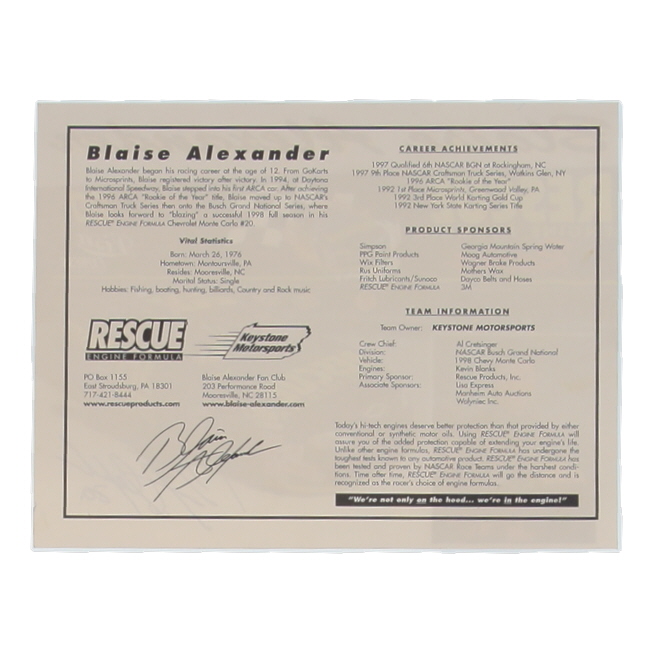 Blaise Alexander
Blaise Alexander began his racing career at the age of 12. From GoKarts
to Microsprints, Blaise registered victory after victory. In 1994, at Daytona
International Speedway, Blaise stepped into his first ARCA car. After achieving
the 1996 ARCA "Rookie of the Year" title, Blaise moved up to NASCAR's
Craftsman Truck Series then onto the Busch Grand National Series, where
Blaise looks forward to "blazing" a successful 1998 full season in his
RESCUE® ENGINE FORMULA Chevrolet Monte Carlo #20.
Vital Statistics
Born: March 26, 1976
Hometown: Montoursville, PA
Resides: Mooresville, NC
Marital Status: Single
Hobbies: Fishing, boating, hunting, billiards, Country and Rock music
RESCUE
ENGINE FORMULA
Keystone
Motorsports
PO Box 1155
East Stroudsburg, PA 18301
717-421-8444
www.rescueproducts.com
Blaise Alexander Fan Club
203 Performance Road
Mooresville, NC 28115
www.blaise-alexander.com
CAREER ACHIEVEMENTS
1997 Qualified 6th NASCAR BGN at Rockingham, NC
1997 9th Place NASCAR Craftsman Truck Series, Watkins Glen, NY
1996 ARCA "Rookie of the Year"
1992 1st Place Microsprints, Greenwood Valley, PA
1992 3rd Place World Karting Gold Cup
1992 New York State Karting Series Title
PRODUCT SPONSORS
Simpson
PPG Paint Products
Wix Filters
Rus Uniforms
Fritch Lubricants/Sunoco
RESCUE® ENGINE FORMULA
Georgia Mountain Spring Water
Moog Automotive
Wagner Brake Products
Mothers Wax
Dayco Belts and Hoses
3M
TEAM INFORMATION
Team Owner: KEYSTONE MOTORSPORTS
Crew Chief: Al Cretsinger
Division: NASCAR Busch Grand National
Vehicle: 1998 Chevy Monte Carlo
Engines: Kevin Blanks
Primary Sponsor: Rescue Products, Inc.
Associate Sponsors: Lisa Express
Manheim Auto Auctions
Wolyniec Inc.
Today's hi-tech engines deserve better protection than that provided by either
conventional or synthetic motor oils. Using RESCUE® ENGINE FORMULA will
assure you of the added protection capable of extending your engine's life.
Unlike other engine formulas, RESCUE® ENGINE FORMULA has undergone the
toughest tests known to any automotive product. RESCUE® ENGINE FORMULA has
been tested and proven by NASCAR Race Teams under the harshest condi-
tions. Time after time, RESCUE® ENGINE FORMULA will go the distance and is
recognized as the racer's choice of engine formulas.
"We're not only on the hood... we're in the engine!"